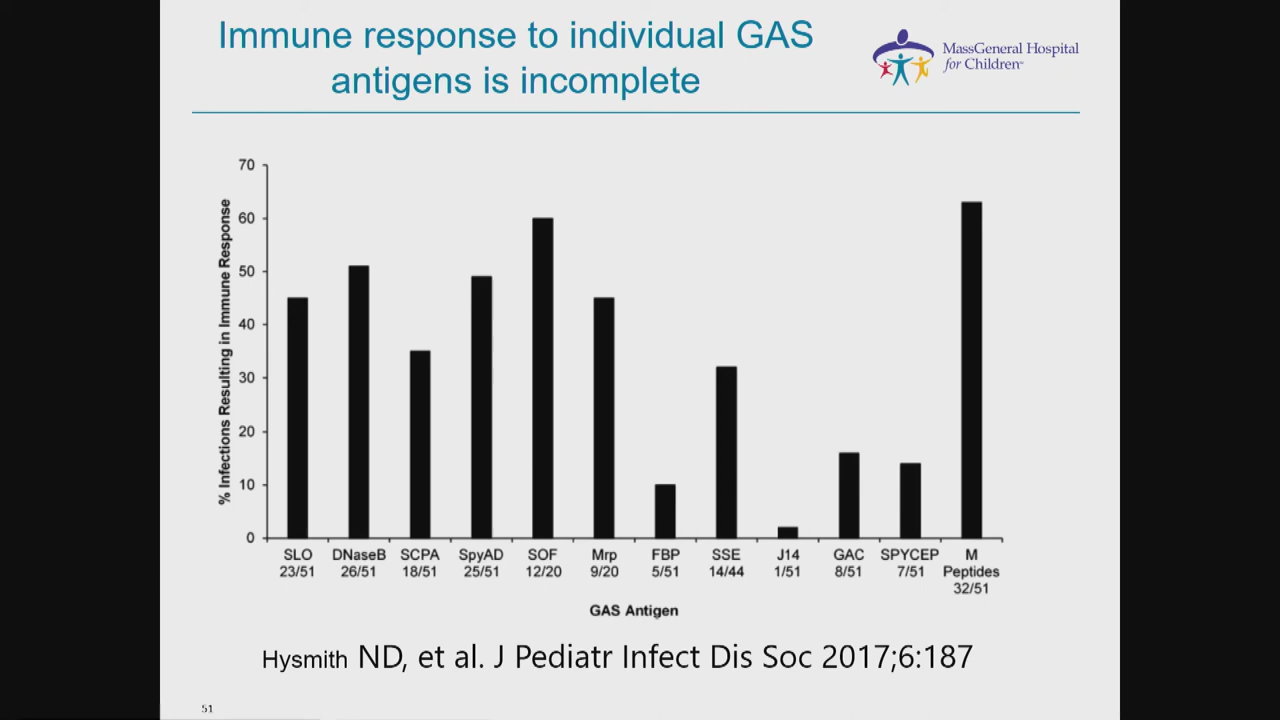 Immune response to individual GAS
antigens is incomplete
MassGeneral Hospital
for Children™
% Infections Resulting in Immune Response
70
60
50
40
30
20
10
0
SLO DNaseB SCPA SpyAD SOF Mrp FBP SSE J14 GAC SPYCEP M
23/51 26/51 18/51 25/51 12/20 9/20 5/51 14/44 1/51 8/51 7/51 Peptides
32/51
GAS Antigen
Hysmith ND, et al. J Pediatr Infect Dis Soc 2017;6:187
51